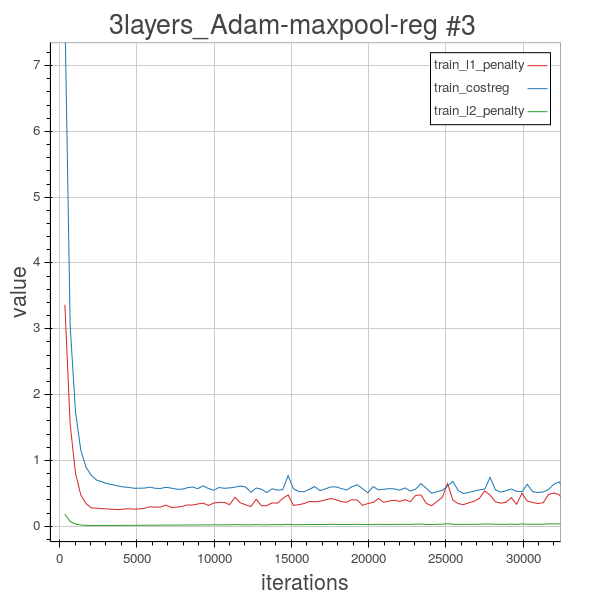 3layers_Adam-maxpool-reg #3
train_l1_penalty
train_costreg
train_l2_penalty
value
7
6
5
4
3
2
1
0
0 5000 10000 15000 20000 25000 30000
iterations